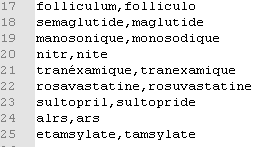 17 folliculum,folliculo
18 semaglutide,maglutide
19 manosonique,monosodique
20 nitr,nite
21 tranéxamique,tranexamique
22 rosavastatine,rosuvastatine
23 sultopril,sultopride
24 alrs,ars
25 etamsylate,tamsylate